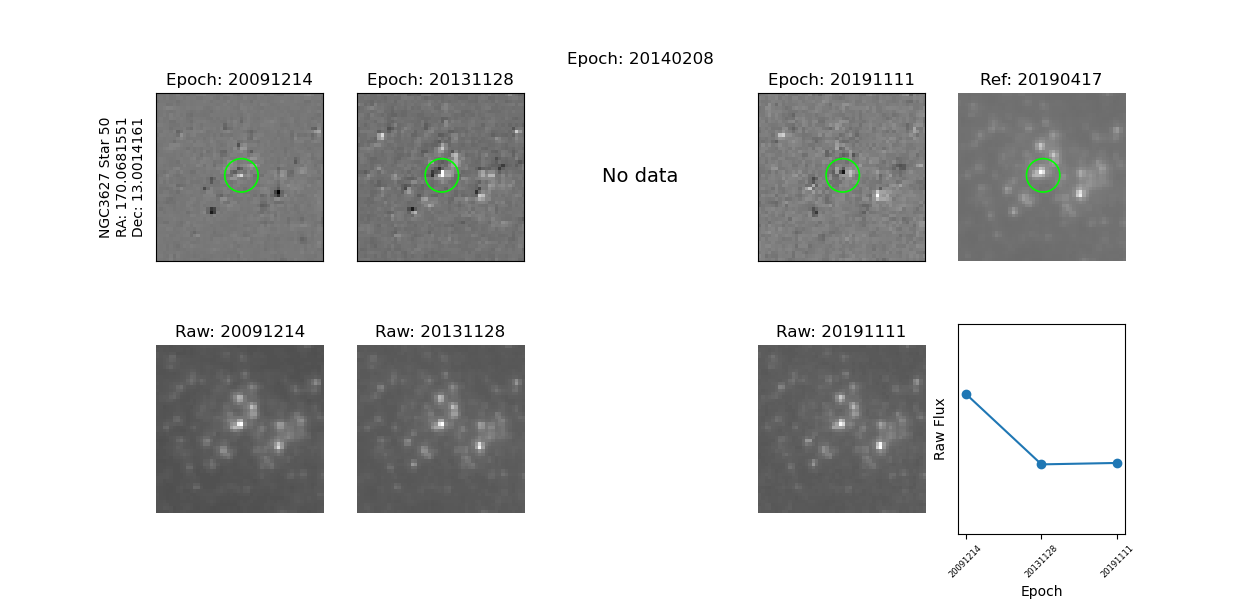 Epoch: 20140208
Epoch: 20091214
Epoch: 20131128
Epoch: 20191111
Ref: 20190417
NGC3627 Star 50
RA: 170.0681551
Dec: 13.0014161
No data
Raw: 20091214
Raw: 20131128
Raw: 20191111
Raw Flux
20091214
20131128
20191111
Epoch